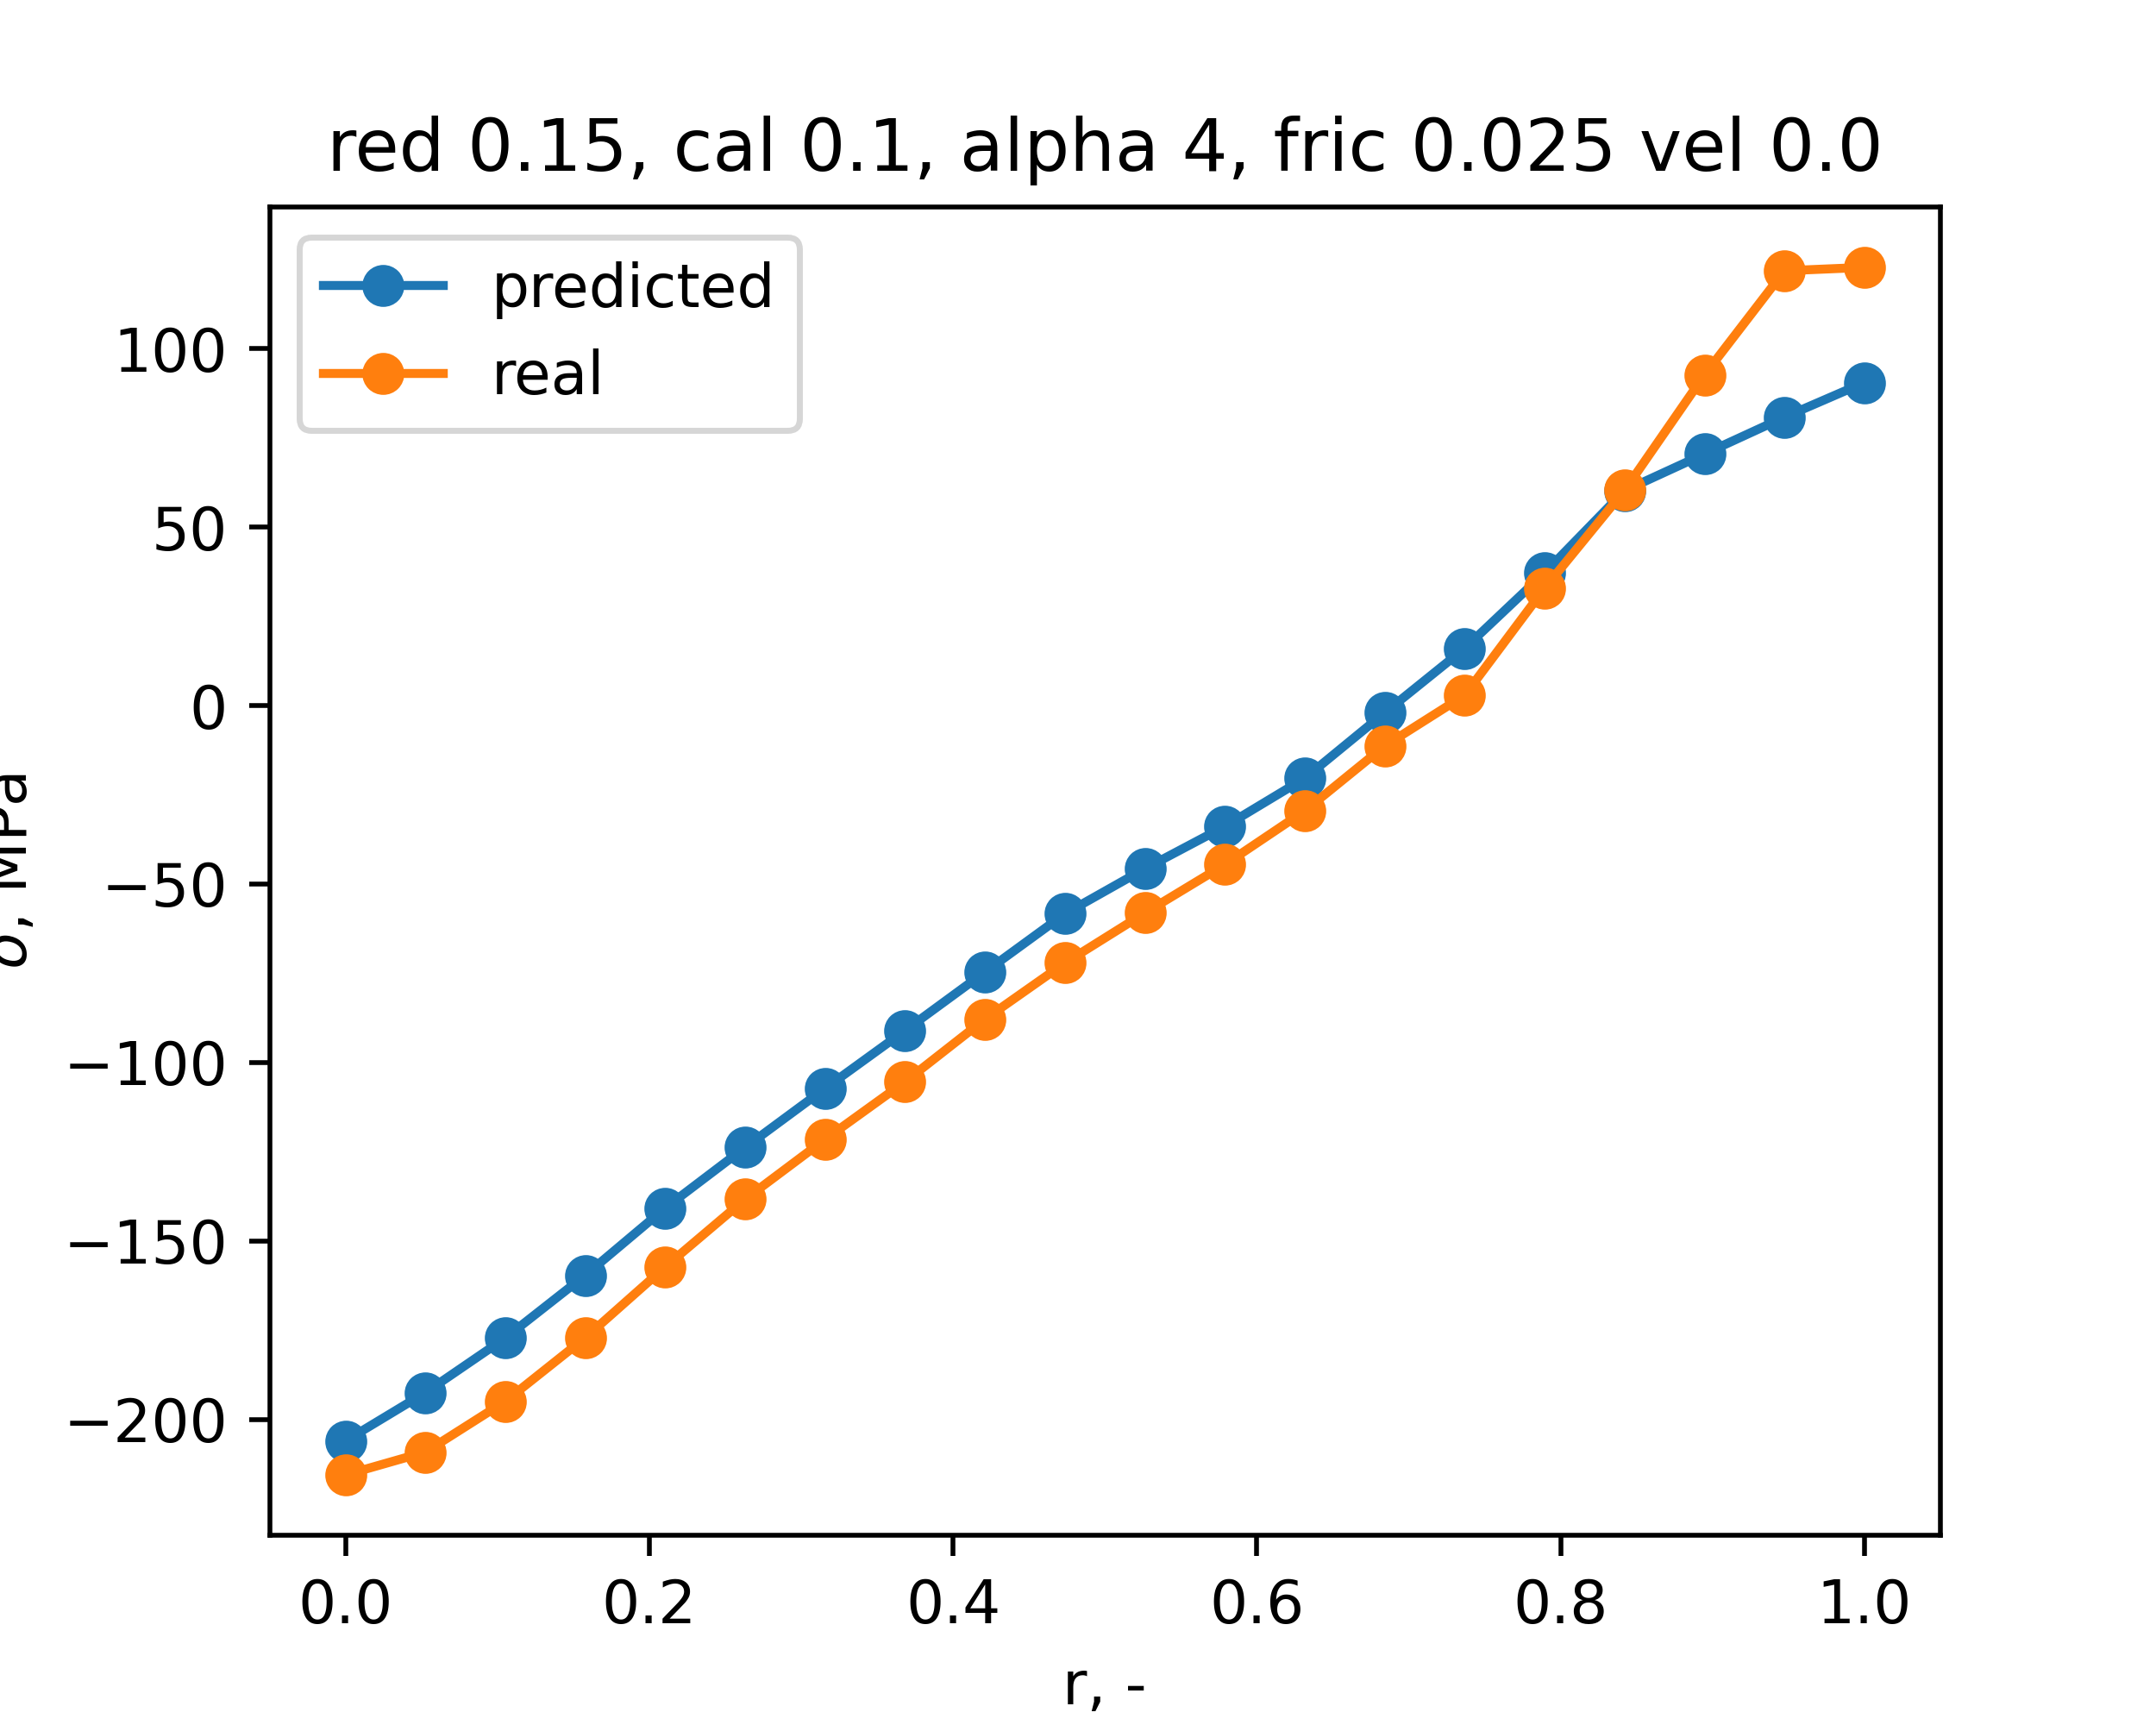 red 0.15, cal 0.1, alpha 4, fric 0.025 vel 0.0
predicted
real
100
50
0
−50
−100
−150
−200
σ, MPa
0.0 0.2 0.4 0.6 0.8 1.0
r, -